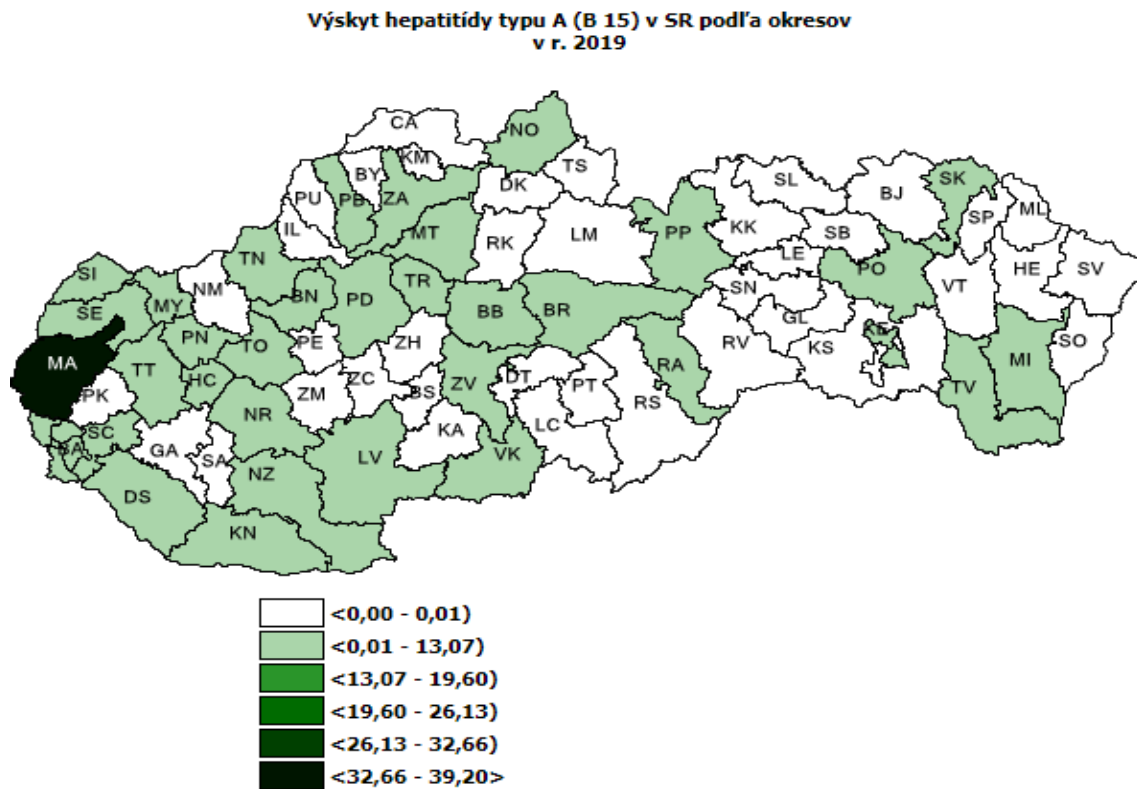 Výskyt hepatitídy typu A (B 15) v SR podľa okresov
v r. 2019
CA
NO
KM
TS
BY
DK
SL
BJ
SK
PU
PB
ZA
SP
ML
IL
MT
RK
LM
PP
KK
SB
TN
LE
PO
HE
SV
SI
NM
BN
PD
TR
SN
VT
SE
MY
BB
BR
GL
PN
TO
PE
ZH
RV
KS
KE
SO
MA
TT
RA
MI
HC
ZM
ZC
BS
ZV
DT
PT
TV
PK
NR
RS
SC
GA
SA
KA
LC
BA
LV
VK
NZ
DS
KN
<0,00 - 0,01)
<0,01 - 13,07)
<13,07 - 19,60)
<19,60 - 26,13)
<26,13 - 32,66)
<32,66 - 39,20>